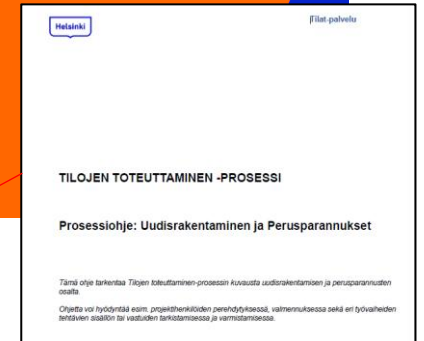 Helsinki
Tilat-palvelu
TILOJEN TOTEUTTAMINEN -PROSESSI
Prosessiohje: Uudisrakentaminen ja Perusparannukset
Tämä ohje tarkentaa Tilojen toteuttaminen-prosessin kuvausta uudisrakentamisen ja perusparannusten
osalta.
Ohjetta voi hyödyntää esim. projektihenkilöiden perehdytyksessä, valmennuksessa sekä eri työvaiheiden
tehtävien sisällön tai vastuiden tarkistamisessa ja varmistamisessa.